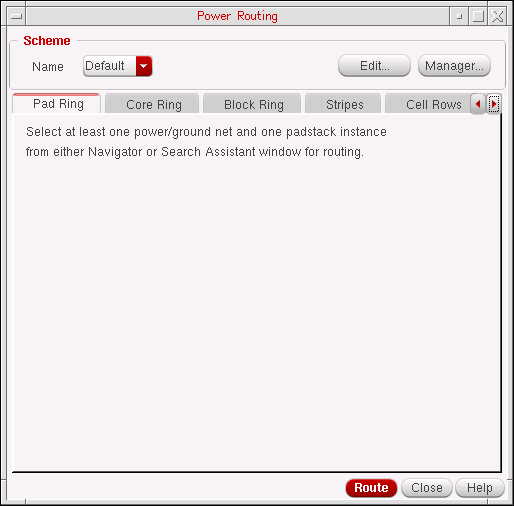 Power Routing
Scheme
Name Default Edit... Manager...
Pad Ring Core Ring Block Ring Stripes Cell Rows
Select at least one power/ground net and one padstack instance
from either Navigator or Search Assistant window for routing.
Route Close Help